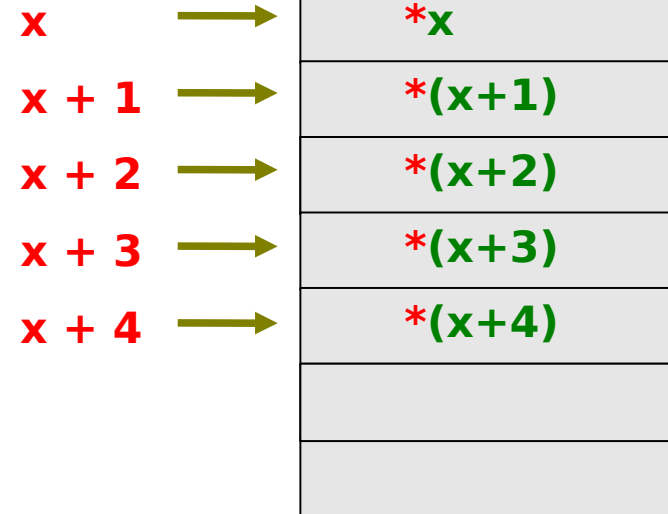 x *x
x + 1 *(x+1)
x + 2 *(x+2)
x + 3 *(x+3)
x + 4 *(x+4)